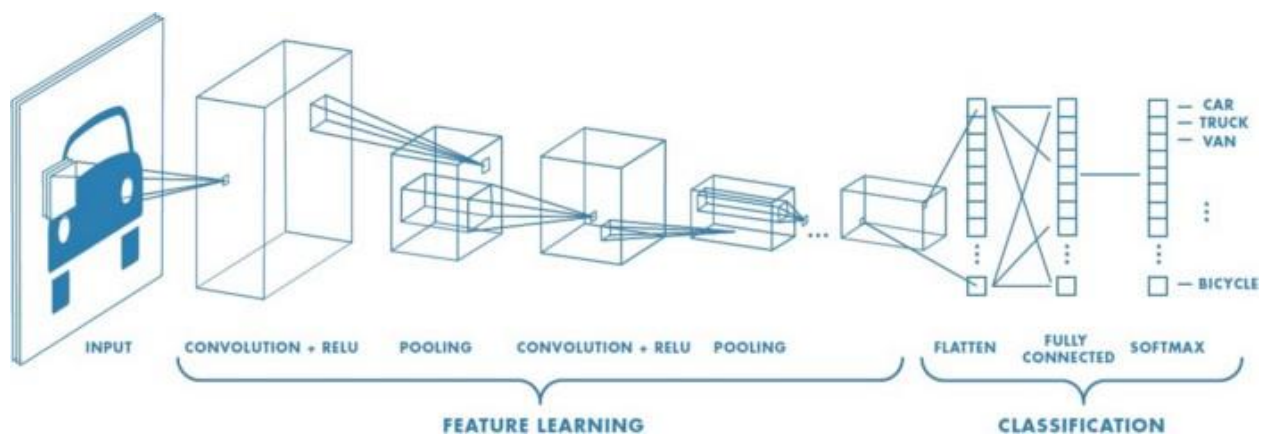 CAR
TRUCK
VAN
...
...
...
...
...
BICYCLE
INPUT
CONVOLUTION + RELU
POOLING
CONVOLUTION + RELU
POOLING
FLATTEN
FULLY
CONNECTED
SOFTMAX
FEATURE LEARNING
CLASSIFICATION